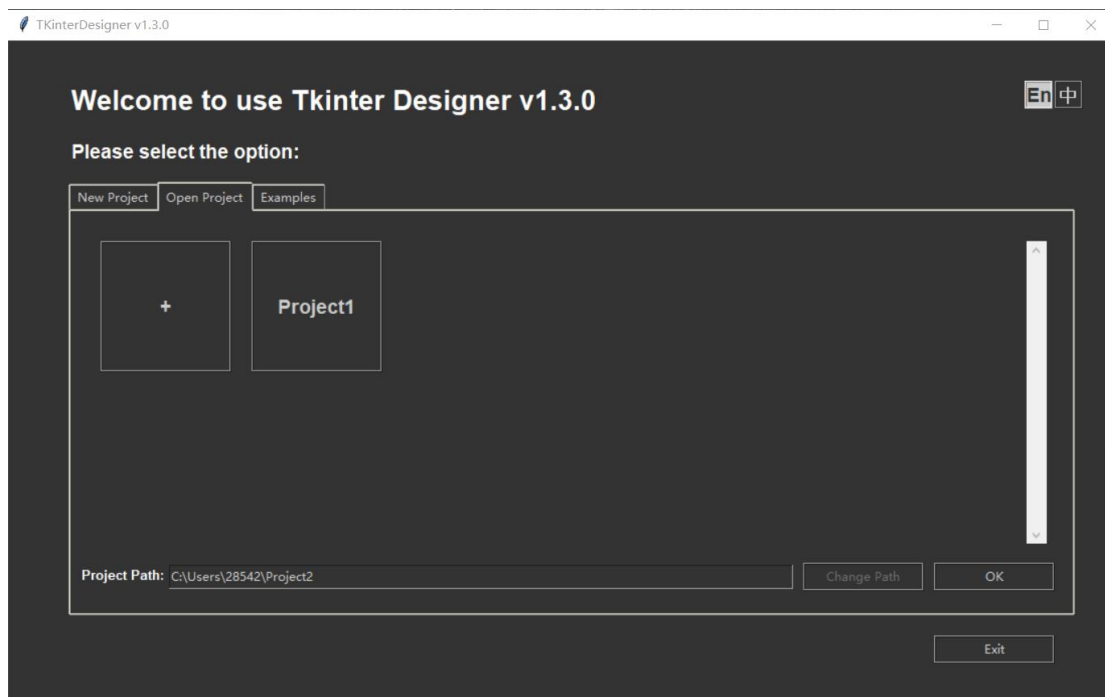 TKinterDesigner v1.3.0
Welcome to use Tkinter Designer v1.3.0
En 中
Please select the option:
New Project Open Project Examples
+ Project1
Project Path: C:\Users\28542\Project2 Change Path OK
Exit